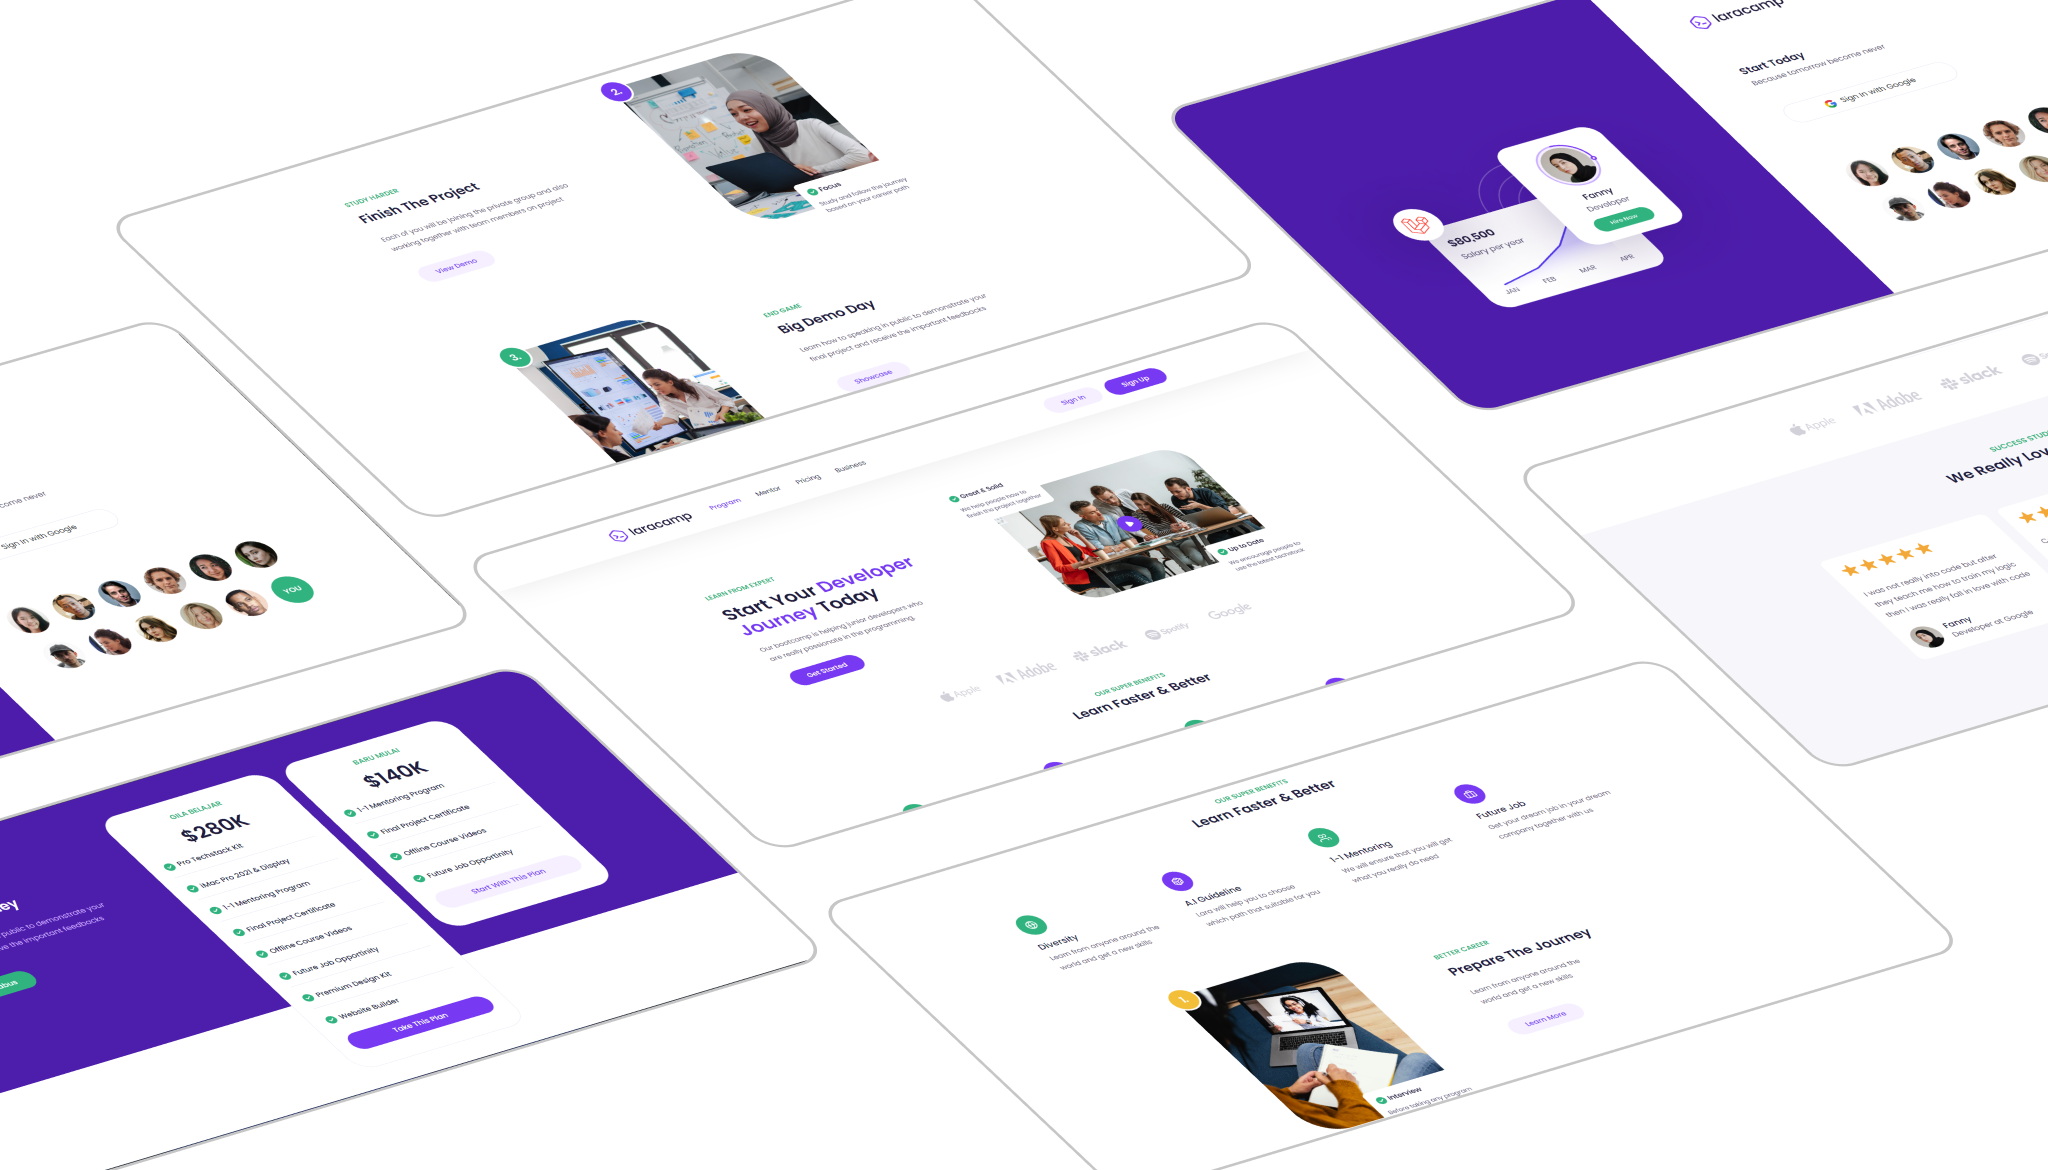 2.
STUDY HARDER
Finish The Project
Each of you will be joining the private group and also
working together with team members on project
View Demo
Focus
Study and follow the journey
based on your career path
3.
END GAME
Big Demo Day
Learn how to speaking in public to demonstrate your
final project and receive the important feedbacks
Showcase
laracamp
Start Today
Because tomorrow become never
Sign In with Google
Fanny
Developer
Hire Now
$80,500
Salary per year
JAN
FEB
MAR
APR
ome never
Sign In with Google
YOU
laracamp
Program
Mentor
Pricing
Business
Sign In
Sign Up
LEARN FROM EXPERT
Start Your Developer
Journey Today
Our bootcamp is helping junior developers who
are really passionate in the programming.
Get Started
Great & Solid
We help people how to
finish the project together
Up to Date
We encourage people to
use the latest techstack
Apple
Adobe
slack
Spotify
Google
OUR SUPER BENEFITS
Learn Faster & Better
Apple
Adobe
slack
SUCCESS STUD
We Really Lov
I was not really into code but after
they teach me how to train my logic
then I was really fall in love with code
Fanny
Developer at Google
ey
public to demonstrate your
ve the important feedbacks
GILA BELAJAR
$280K
Pro Techstack Kit
iMac Pro 2021 & Display
1-1 Mentoring Program
Final Project Certificate
Offline Course Videos
Future Job Opportinity
Premium Design Kit
Website Builder
Take This Plan
BARU MULAI
$140K
1-1 Mentoring Program
Final Project Certificate
Offline Course Videos
Future Job Opportinity
Start With This Plan
OUR SUPER BENEFITS
Learn Faster & Better
Diversity
Learn from anyone around the
world and get a new skills
A.I Guideline
Lara will help you to choose
which path that suitable for you
1-1 Mentoring
We will ensure that you will get
what you really do need
Future Job
Get your dream job in your dream
company together with us
1.
BETTER CAREER
Prepare The Journey
Learn from anyone around the
world and get a new skills
Learn More
Interview
Before taking any program